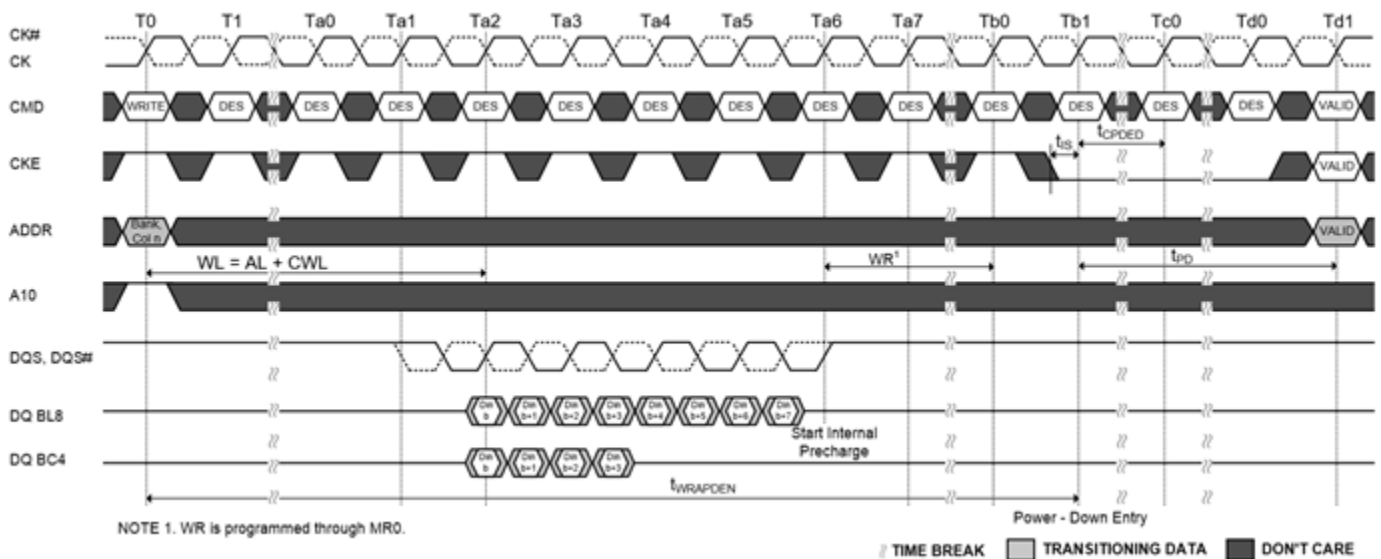 T0 T1 Ta0 Ta1 Ta2 Ta3 Ta4 Ta5 Ta6 Ta7 Tb0 Tb1 Tc0 Td0 Td1
CK#
CK
CMD WRITE DES DES DES DES DES DES DES DES DES DES DES DES DES VALID
tIS tCPDED
CKE VALID
ADDR Bank, Col n VALID
WL = AL + CWL WR¹ tPD
A10
DQS, DQS#
DQ BL8 Din b Din b+1 Din b+2 Din b+3 Din b+4 Din b+5 Din b+6 Din b+7
Start Internal
Precharge
DQ BC4 Din b Din b+1 Din b+2 Din b+3
tWRAPDEN
Power - Down Entry
NOTE 1. WR is programmed through MR0.
TIME BREAK TRANSITIONING DATA DON'T CARE